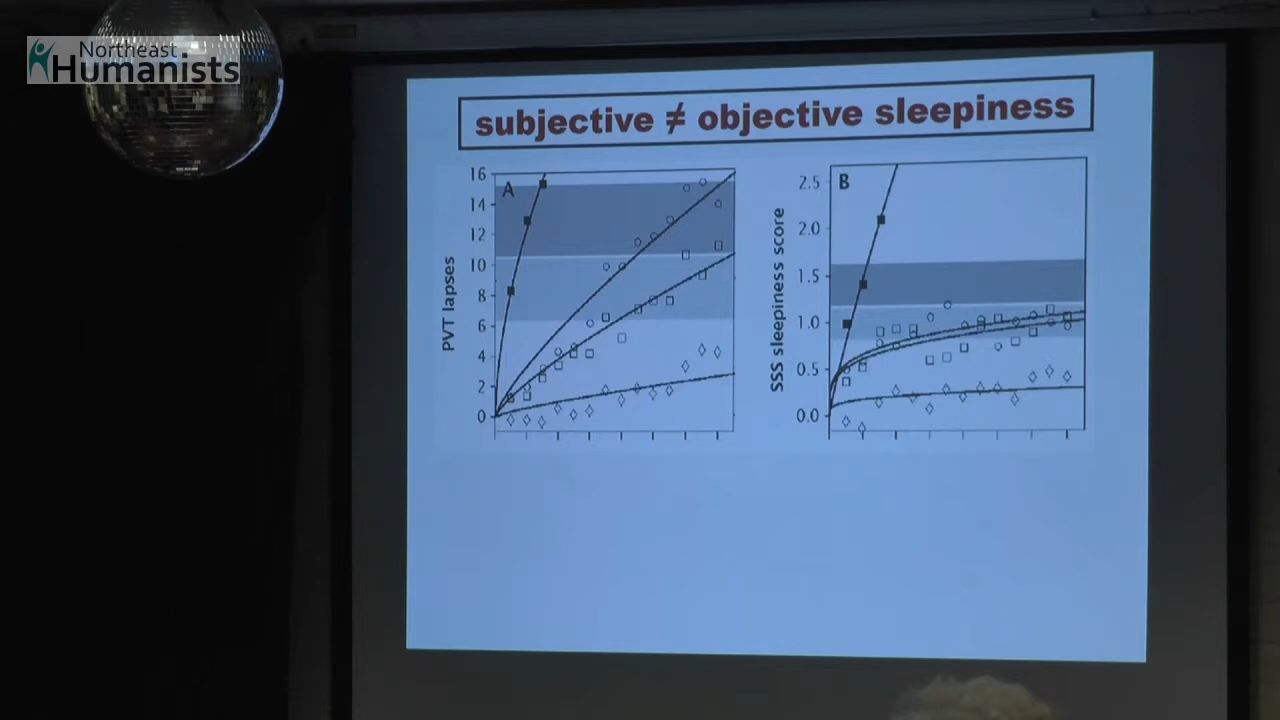 Northeast
Humanists
subjective ≠ objective sleepiness
A
16
14
12
10
8
6
4
2
0
PVT lapses
B
2.5
2.0
1.5
1.0
0.5
0.0
SSS sleepiness score